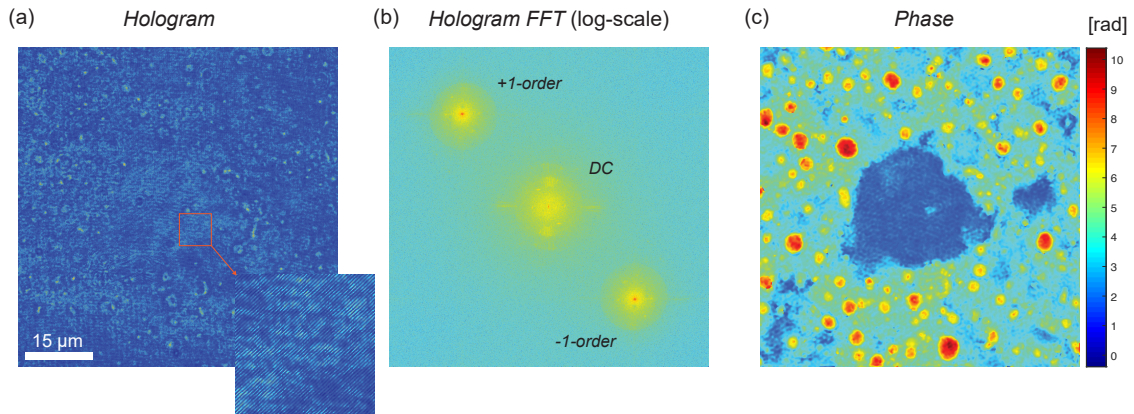 (a) Hologram
(b) Hologram FFT (log-scale)
(c) Phase
[rad]
+1-order
DC
-1-order
15 μm
10
9
8
7
6
5
4
3
2
1
0